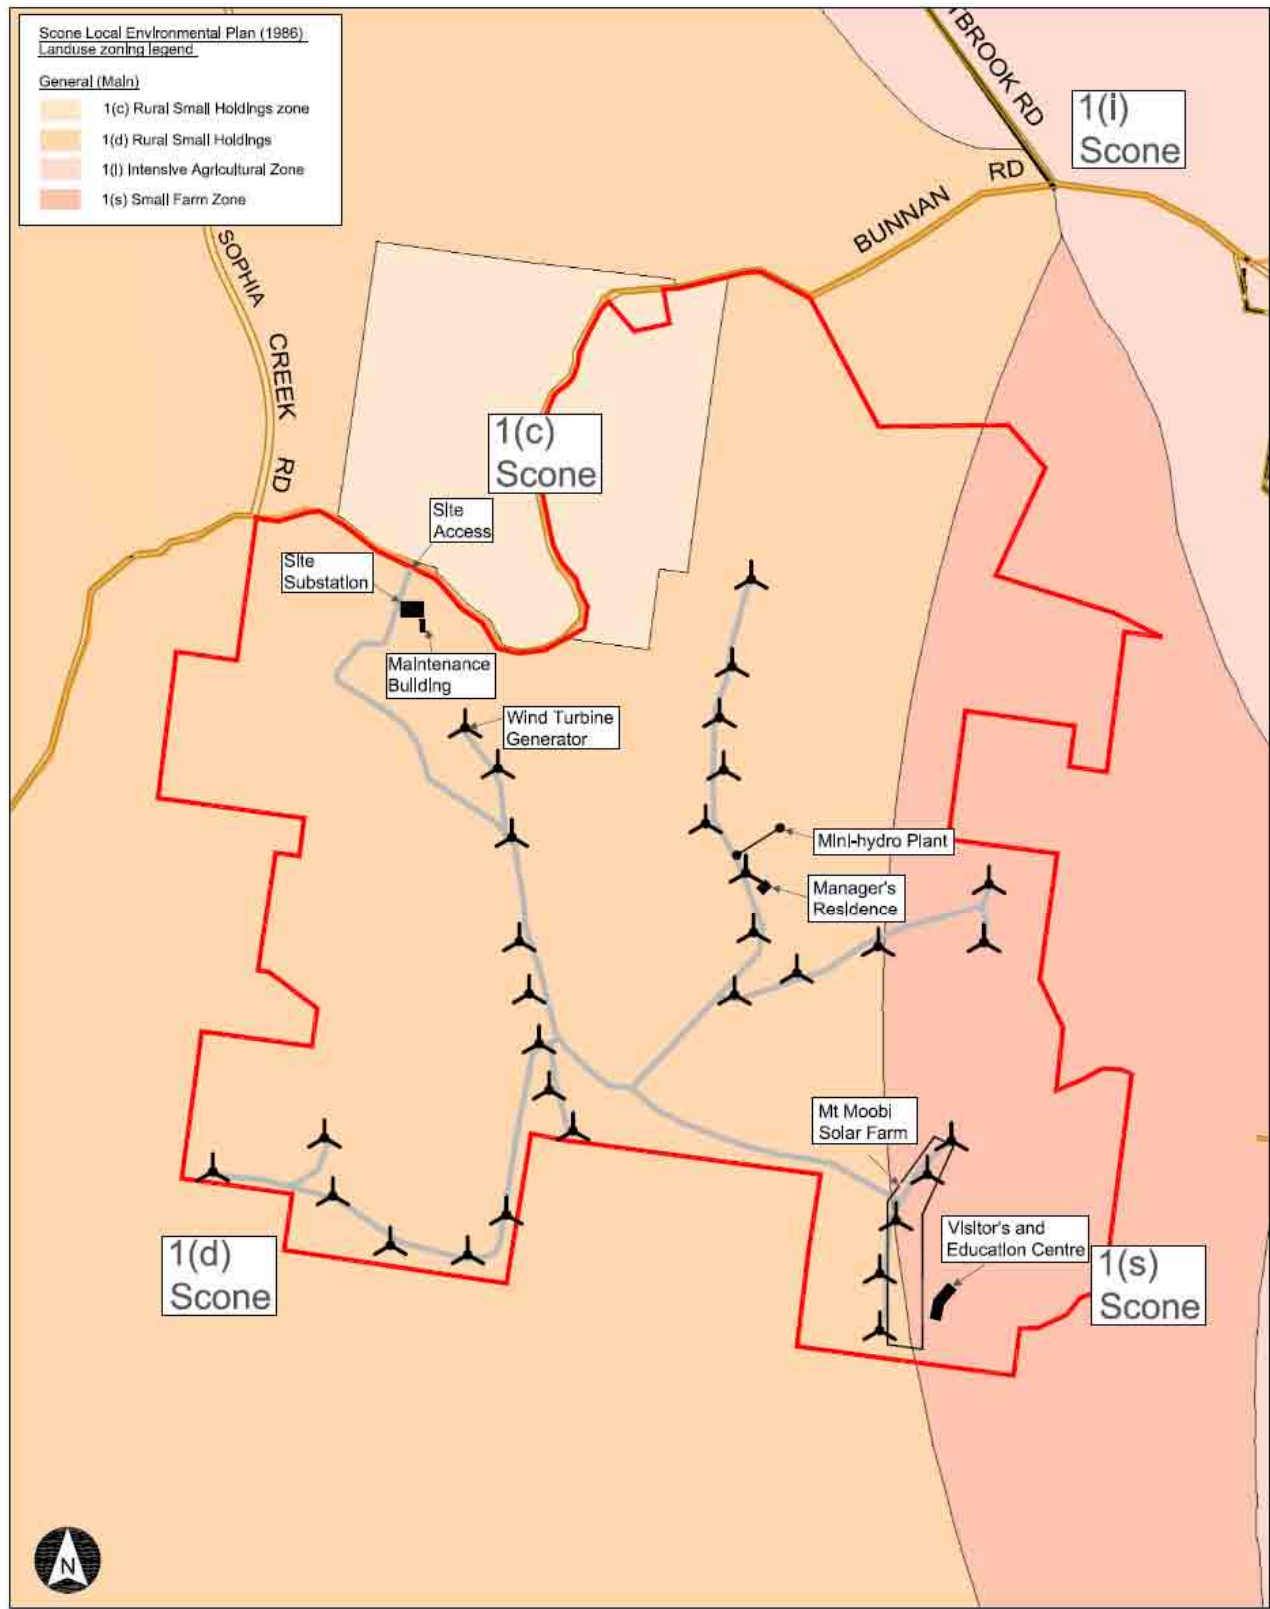 Scone Local Environmental Plan (1986)
Landuse zoning legend
General (Main)
1(c) Rural Small Holdings zone
1(d) Rural Small Holdings
1(i) Intensive Agricultural Zone
1(s) Small Farm Zone
TBROOK RD
1(i)
Scone
BUNNAN RD
SOPHIA CREEK RD
1(c)
Scone
Site
Access
Site
Substation
Maintenance
Building
Wind Turbine
Generator
Mini-hydro Plant
Manager's
Residence
Mt Moobi
Solar Farm
Visitor's and
Education Centre
1(d)
Scone
1(s)
Scone
N